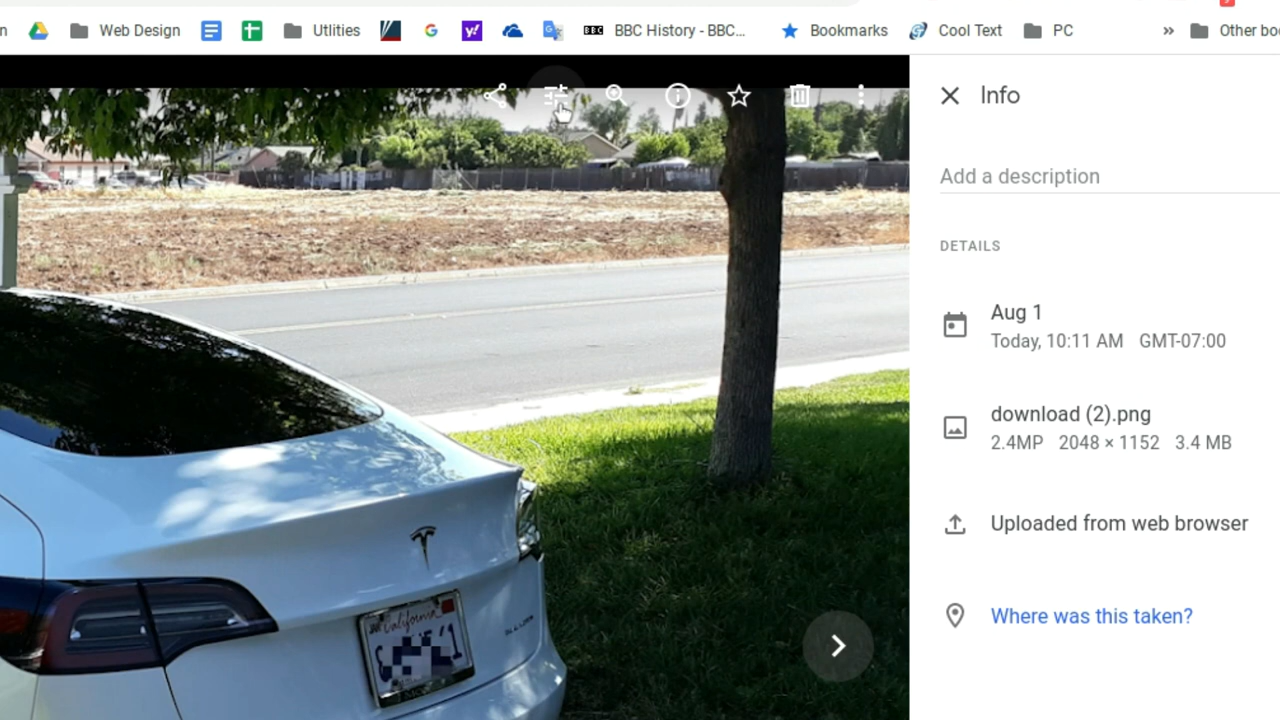 n
Web Design
Utlities
BBC
BBC History - BBC...
Bookmarks
Cool Text
PC
»
Other boo
Info
Add a description
DETAILS
Aug 1
Today, 10:11 AM GMT-07:00
download (2).png
2.4MP 2048 × 1152 3.4 MB
Uploaded from web browser
Where was this taken?
California